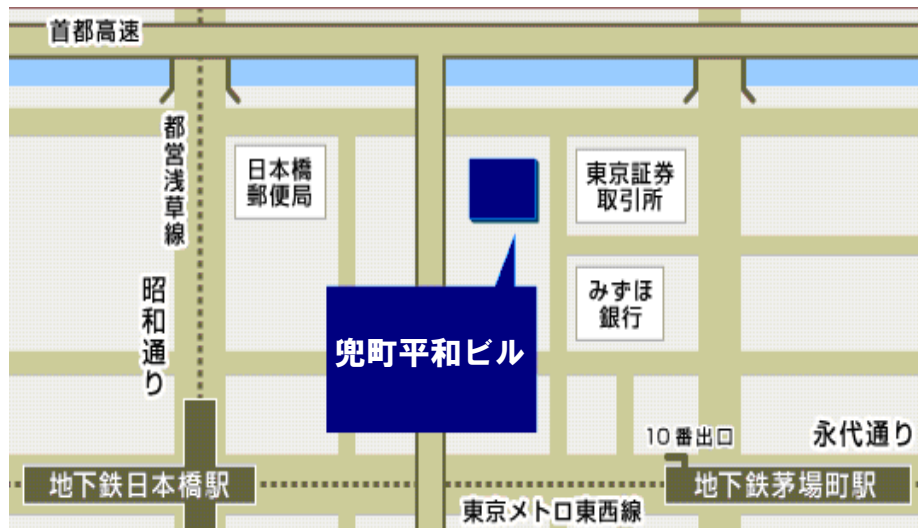 首都高速
都営浅草線
日本橋
郵便局
東京証券
取引所
みずほ
銀行
昭和通り
兜町平和ビル
10番出口
永代通り
地下鉄日本橋駅
地下鉄茅場町駅
東京メトロ東西線